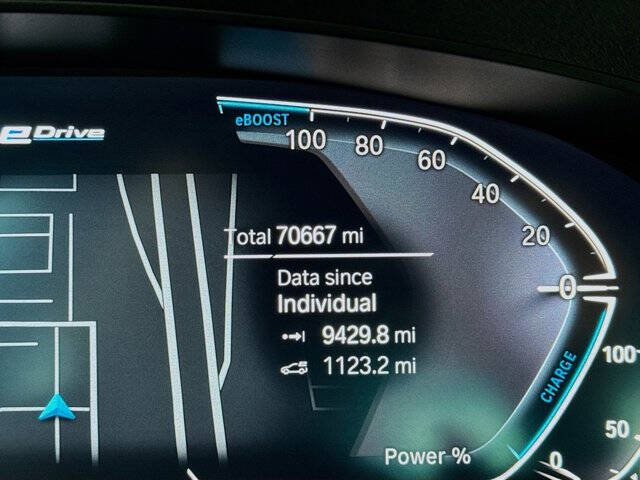 eDrive
eBOOST
100
80
60
40
20
0
Total 70667 mi
Data since
Individual
9429.8 mi
1123.2 mi
CHARGE
100
50
0
Power %